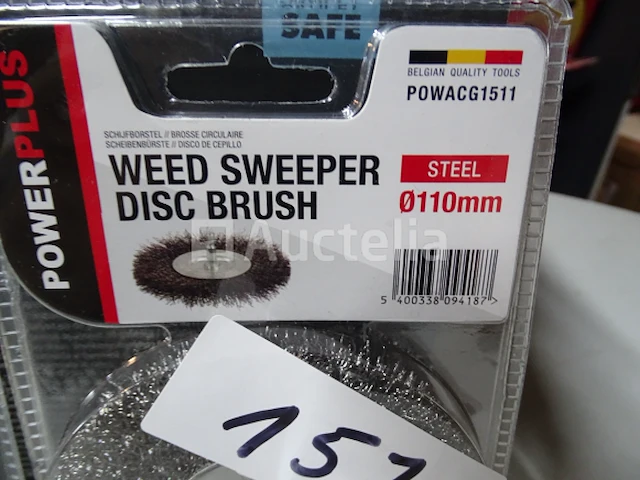 SAFE
POWERPLUS
BELGIAN QUALITY TOOLS
POWACG1511
SCHIJFBORSTEL // BROSSE CIRCULAIRE
SCHEIBENBÜRSTE // DISCO DE CEPILLO
WEED SWEEPER
DISC BRUSH
STEEL
Ø110mm
Auctelia
5 400338 094187 >
151